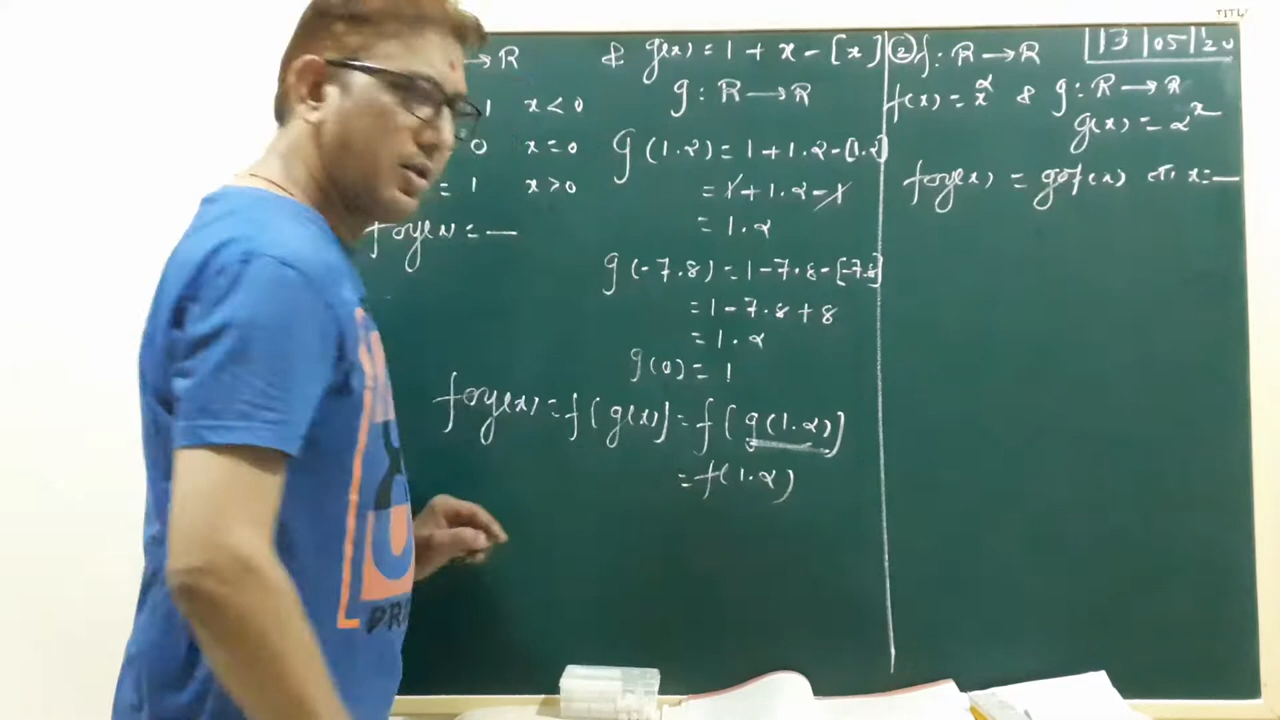 → R & g(x) = 1 + x - [x]
g : R → R
1 x < 0
0 x = 0
= 1 x > 0
fog(x) = —
g(1.2) = 1 + 1.2 - [1.2]
= 1 + 1.2 - 1
= 1.2
g(-7.8) = 1 - 7.8 - [-7.8]
= 1 - 7.8 + 8
= 1.2
g(0) = 1
fog(x) = f(g(x)) = f(g(1.2))
= f(1.2)
② f : R → R
13/05/20
f(x) = x² & g : R → R
g(x) = 2^x
fog(x) = gof(x) x = —
TITL
DR